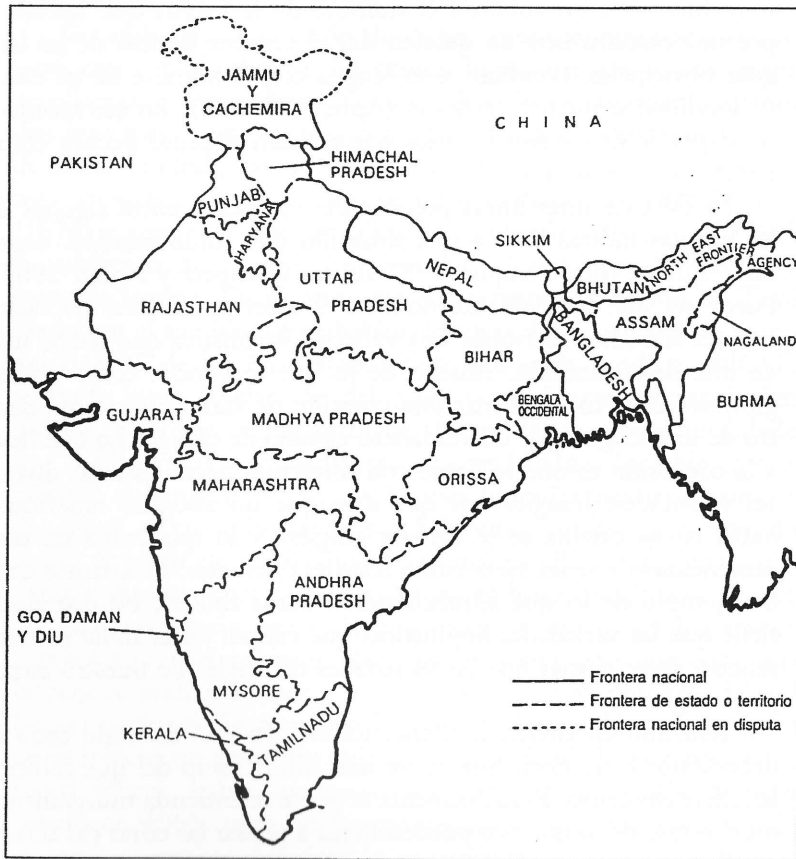 JAMMU
Y
CACHEMIRA
CHINA
PAKISTAN
HIMACHAL
PRADESH
PUNJABI
HARYANA
SIKKIM
NEPAL
BHUTAN
NORTH EAST
FRONTIER
AGENCY
UTTAR
PRADESH
RAJASTHAN
ASSAM
NAGALAND
BIHAR
BANGLADESH
BURMA
GUJARAT
MADHYA PRADESH
BENGALA
OCCIDENTAL
MAHARASHTRA
ORISSA
ANDHRA
PRADESH
GOA DAMAN
Y DIU
MYSORE
KERALA
TAMILNADU
Frontera nacional
Frontera de estado o territorio
Frontera nacional en disputa